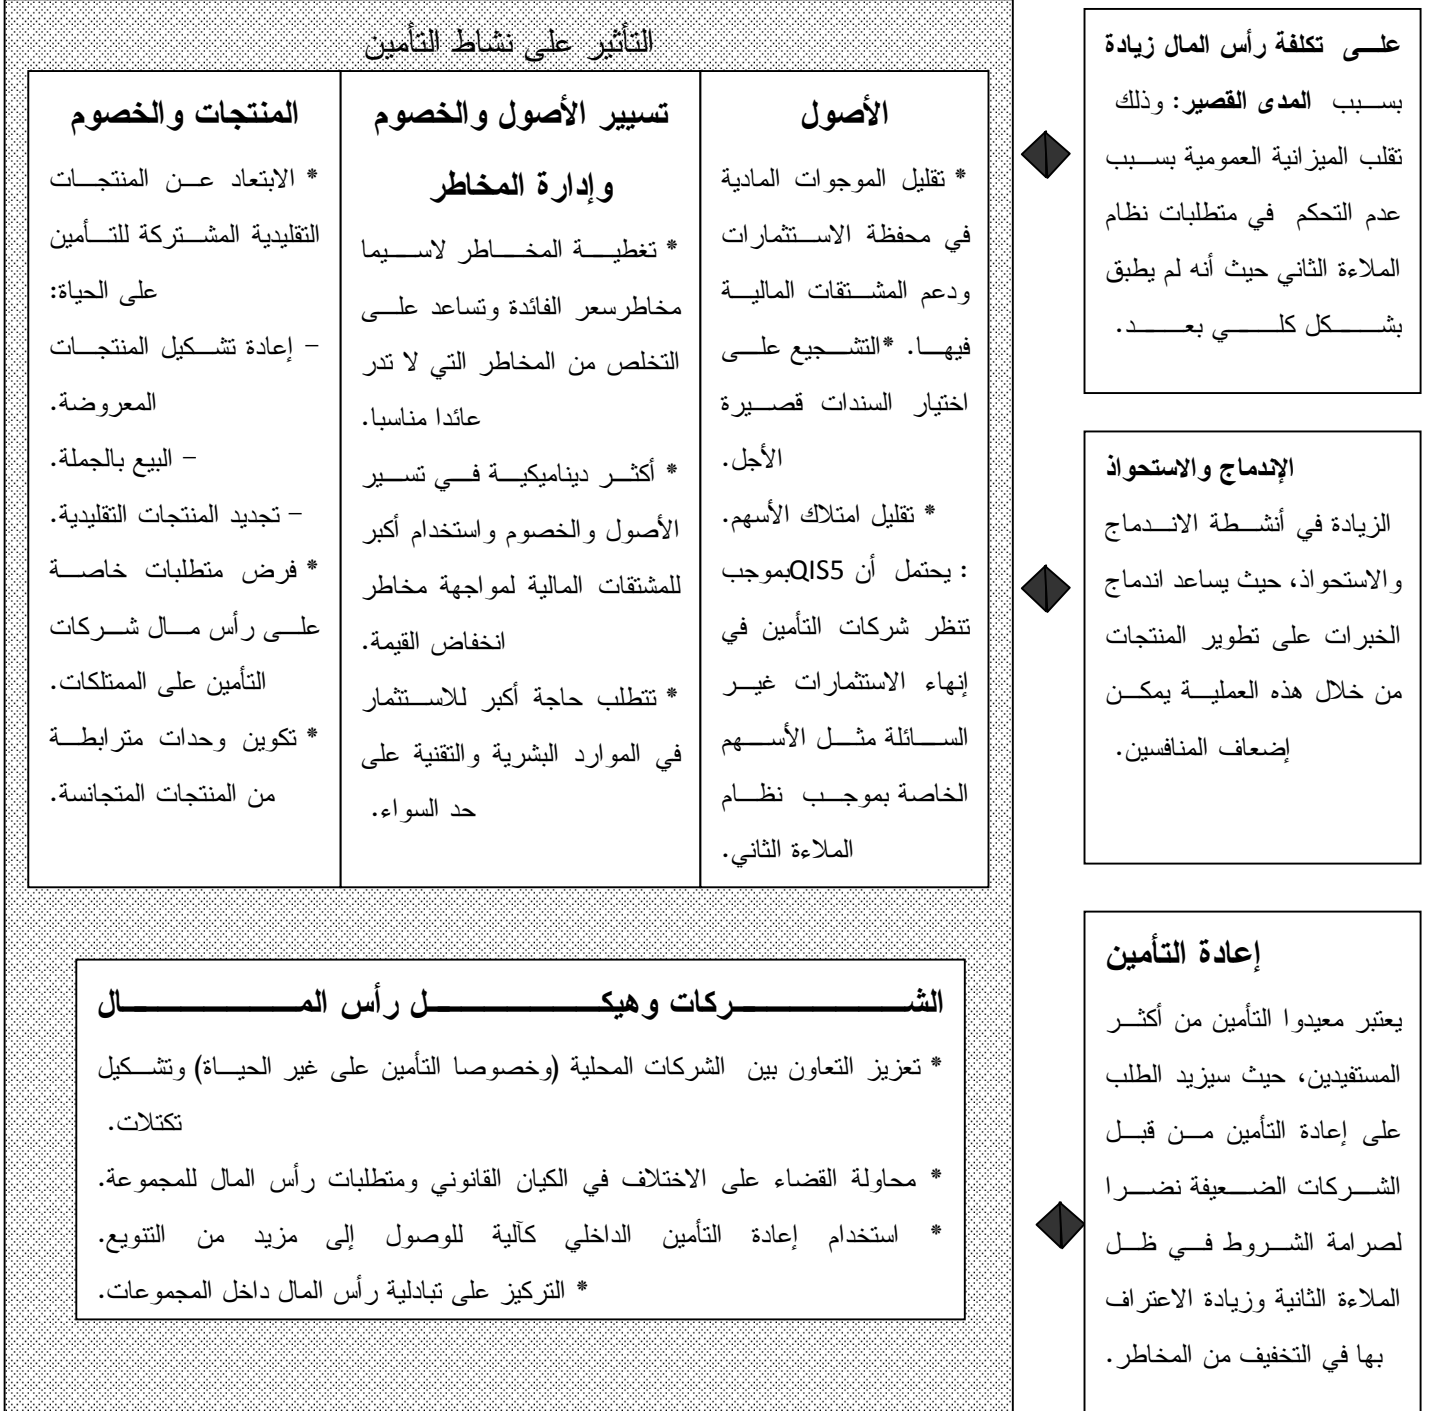 التأثير على نشاط التأمين
الأصول
* تقليل الموجوات المادية
في محفظة الاستثمارات
ودعم المشتقات المالية
فيها. *التشجيع على
اختيار السندات قصيرة
الأجل.
* تقليل امتلاك الأسهم.
: يحتمل أن QIS5بموجب
تنظر شركات التأمين في
إنهاء الاستثمارات غير
السائلة مثل الأسهم
الخاصة بموجب نظام
الملاءة الثاني.
تسيير الأصول والخصوم
وإدارة المخاطر
* تغطية المخاطر لاسيما
مخاطرسعر الفائدة وتساعد على
التخلص من المخاطر التي لا تدر
عائدا مناسبا.
* أكثر ديناميكية في تسير
الأصول والخصوم واستخدام أكبر
للمشتقات المالية لمواجهة مخاطر
انخفاض القيمة.
* تتطلب حاجة أكبر للاستثمار
في الموارد البشرية والتقنية على
حد السواء.
المنتجات والخصوم
* الابتعاد عن المنتجات
التقليدية المشتركة للتأمين
على الحياة:
– إعادة تشكيل المنتجات
المعروضة.
– البيع بالجملة.
– تجديد المنتجات التقليدية.
* فرض متطلبات خاصة
على رأس مال شركات
التأمين على الممتلكات.
* تكوين وحدات مترابطة
من المنتجات المتجانسة.
الشركات وهيكل رأس المال
* تعزيز التعاون بين الشركات المحلية (وخصوصا التأمين على غير الحياة) وتشكيل
تكتلات.
* محاولة القضاء على الاختلاف في الكيان القانوني ومتطلبات رأس المال للمجموعة.
* استخدام إعادة التأمين الداخلي كآلية للوصول إلى مزيد من التنويع.
* التركيز على تبادلية رأس المال داخل المجموعات.
على تكلفة رأس المال زيادة
بسبب المدى القصير: وذلك
تقلب الميزانية العمومية بسبب
عدم التحكم في متطلبات نظام
الملاءة الثاني حيث أنه لم يطبق
بشكل كلي بعد.
الإندماج والاستحواذ
الزيادة في أنشطة الاندماج
والاستحواذ، حيث يساعد اندماج
الخبرات على تطوير المنتجات
من خلال هذه العملية يمكن
إضعاف المنافسين.
إعادة التأمين
يعتبر معيدوا التأمين من أكثر
المستفيدين، حيث سيزيد الطلب
على إعادة التأمين من قبل
الشركات الضعيفة نضرا
لصرامة الشروط في ظل
الملاءة الثانية وزيادة الاعتراف
بها في التخفيف من المخاطر.